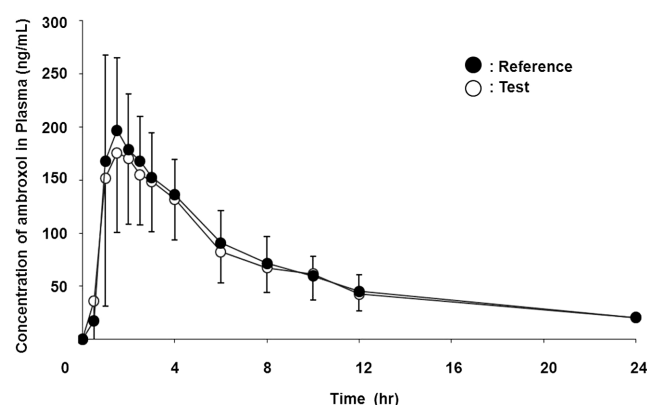 300
250
200
150
100
50
Concentration of ambroxol in Plasma (ng/mL)
: Reference
: Test
0 4 8 12 16 20 24
Time (hr)